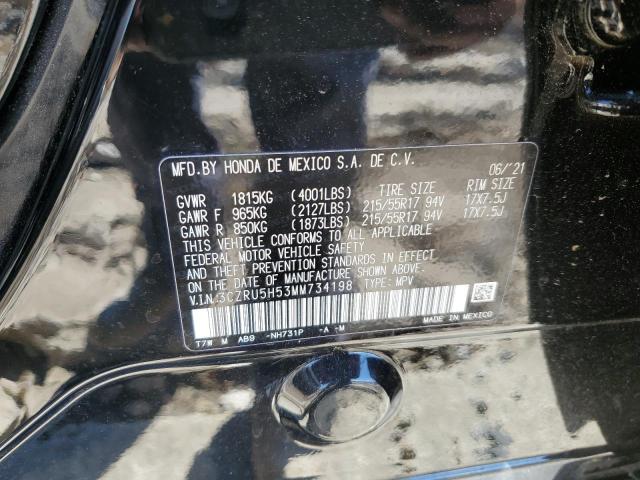 MFD.BY HONDA DE MEXICO S.A. DE C.V. 06/'21
GVWR 1815KG (4001LBS) TIRE SIZE RIM SIZE
GAWR F 965KG (2127LBS) 215/55R17 94V 17X7.5J
GAWR R 850KG (1873LBS) 215/55R17 94V 17X7.5J
THIS VEHICLE CONFORMS TO ALL APPLICABLE
FEDERAL MOTOR VEHICLE SAFETY
AND THEFT PREVENTION STANDARDS IN EFFECT
ON THE DATE OF MANUFACTURE SHOWN ABOVE.
V.I.N.: 3CZRU5H53MM734198 TYPE: MPV
T7W M AB9 -NH731P -A -M MADE IN MEXICO